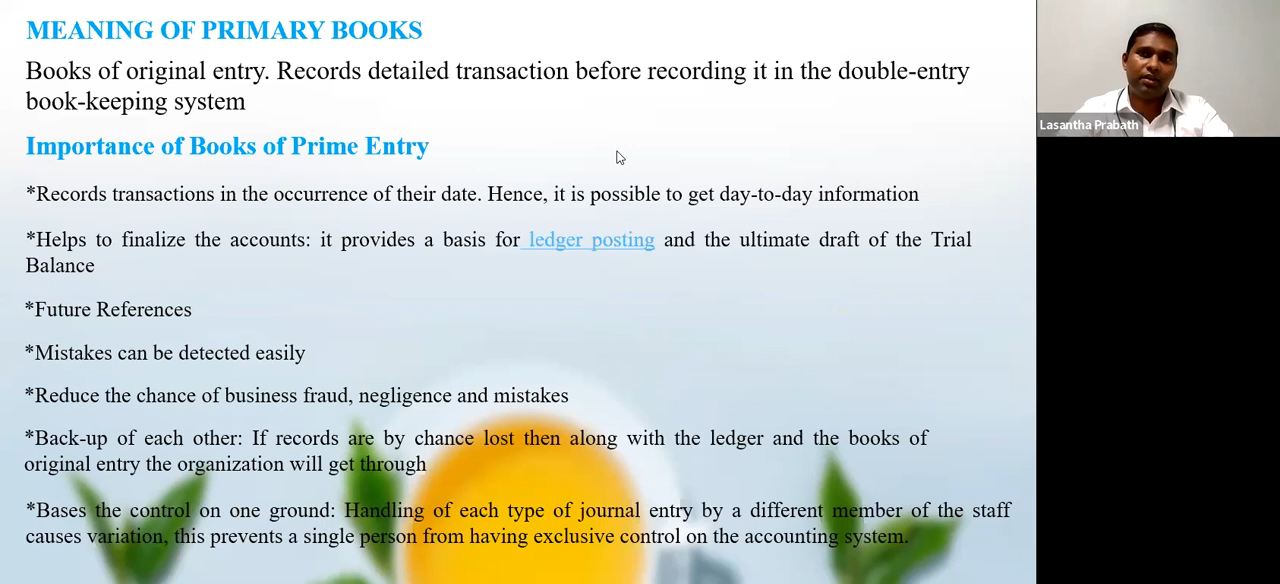 MEANING OF PRIMARY BOOKS
Books of original entry. Records detailed transaction before recording it in the double-entry
book-keeping system
Importance of Books of Prime Entry
*Records transactions in the occurrence of their date. Hence, it is possible to get day-to-day information
*Helps to finalize the accounts: it provides a basis for ledger posting and the ultimate draft of the Trial
Balance
*Future References
*Mistakes can be detected easily
*Reduce the chance of business fraud, negligence and mistakes
*Back-up of each other: If records are by chance lost then along with the ledger and the books of
original entry the organization will get through
*Bases the control on one ground: Handling of each type of journal entry by a different member of the staff
causes variation, this prevents a single person from having exclusive control on the accounting system.
Lasantha Prabath